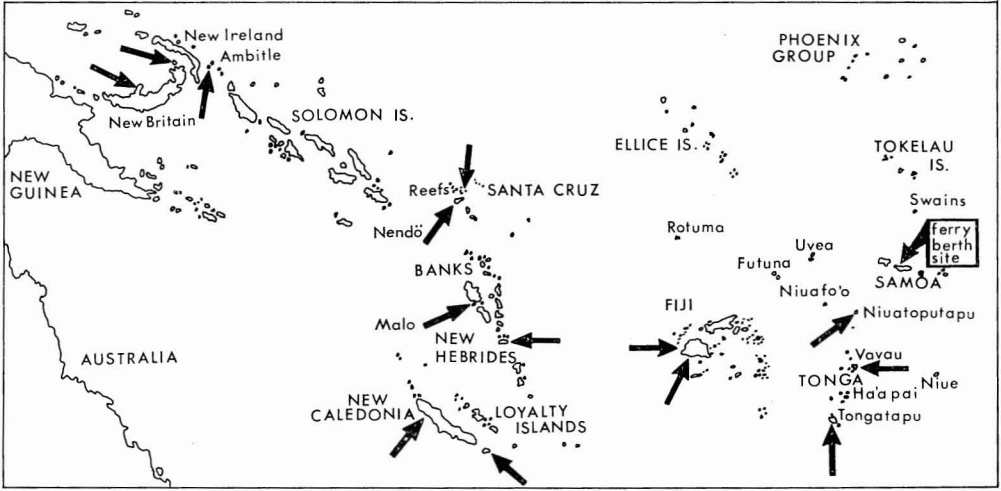 New Ireland
Ambitle
New Britain
SOLOMON IS.
NEW
GUINEA
Reefs
SANTA CRUZ
Nendö
BANKS
Malo
NEW
HEBRIDES
AUSTRALIA
NEW
CALEDONIA
LOYALTY
ISLANDS
PHOENIX
GROUP
ELLICE IS.
TOKELAU
IS.
Swains
Rotuma
ferry
berth
site
Uvea
Futuna
SAMOA
Niuafo'o
FIJI
Niuatoputapu
Vavau
TONGA
Niue
Ha'apai
Tongatapu